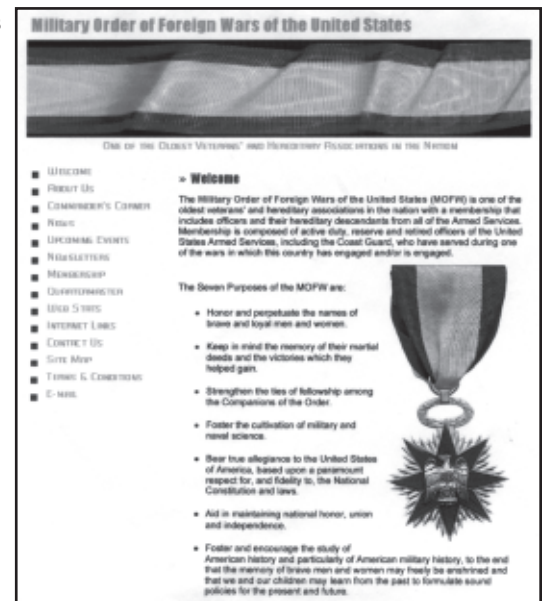 Military Order of Foreign Wars of the United States
One of the Oldest Veterans' and Hereditary Associations in the Nation
Welcome
About Us
Commander's Corner
News
Upcoming Events
Newsletters
Membership
Quartermaster
Web Stats
Internet Links
Contact Us
Site Map
Terms & Conditions
E-mail
» Welcome
The Military Order of Foreign Wars of the United States (MOFW) is one of the
oldest veterans' and hereditary associations in the nation with a membership that
includes officers and their hereditary descendants from all of the Armed Services.
Membership is composed of active duty, reserve and retired officers of the United
States Armed Services, including the Coast Guard, who have served during one
of the wars in which this country has engaged and/or is engaged.
The Seven Purposes of the MOFW are:
Honor and perpetuate the names of
brave and loyal men and women.
Keep in mind the memory of their martial
deeds and the victories which they
helped gain.
Strengthen the ties of fellowship among
the Companions of the Order.
Foster the cultivation of military and
naval science.
Bear true allegiance to the United States
of America, based upon a paramount
respect for, and fidelity to, the National
Constitution and laws.
Aid in maintaining national honor, union
and independence.
Foster and encourage the study of
American history and particularly of American military history, to the end
that the memory of brave men and women may freely be enshrined and
that we and our children may learn from the past to formulate sound
policies for the present and future.